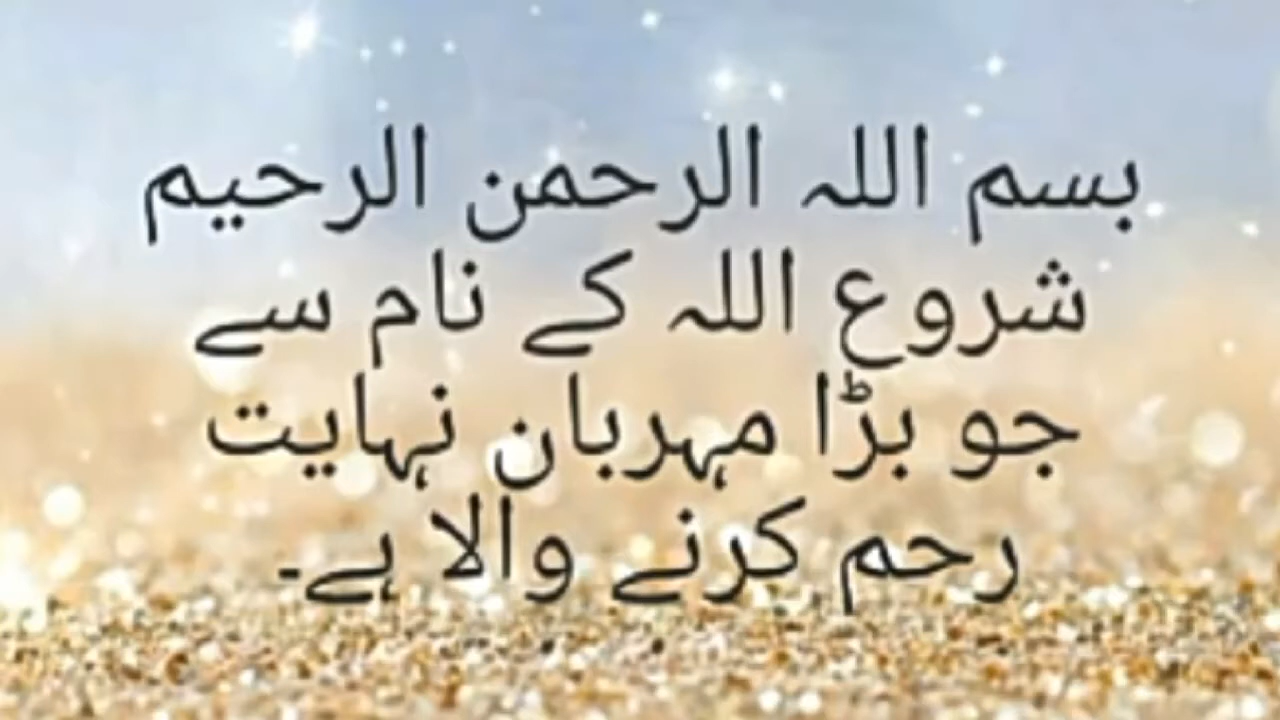 بسم اللہ الرحمن الرحیم
شروع اللہ کے نام سے
جو بڑا مہربان نہایت
رحم کرنے والا ہے۔